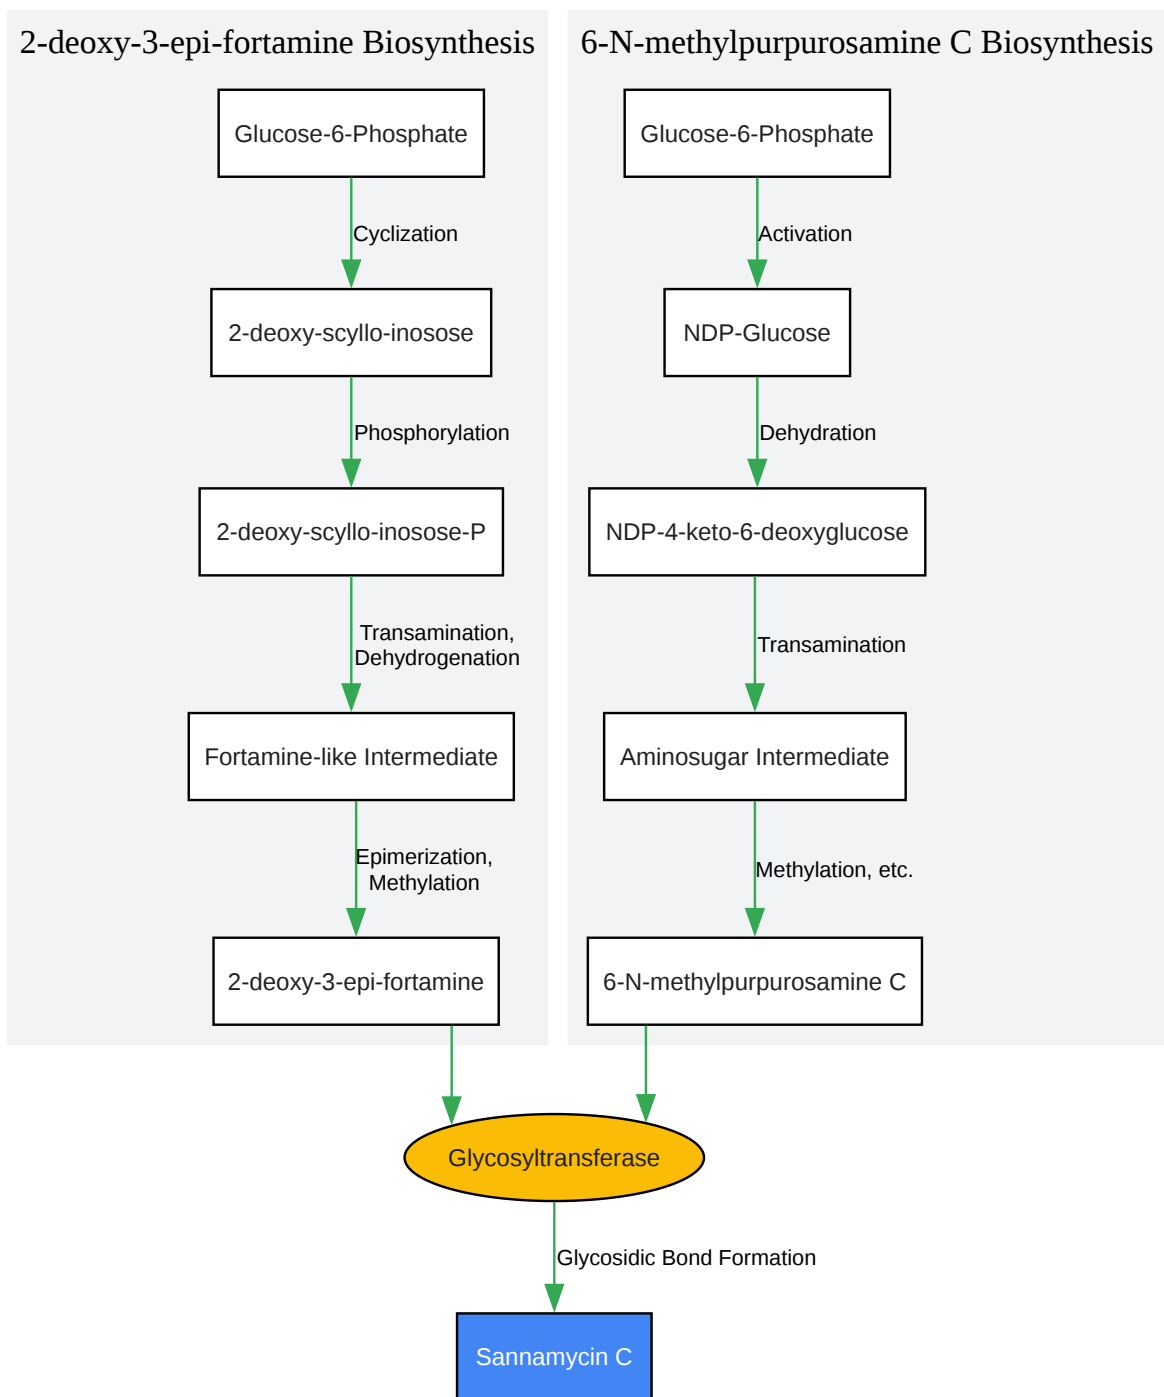 2-deoxy-3-epi-fortamine Biosynthesis
Glucose-6-Phosphate
Cyclization
2-deoxy-scyllo-inosose
Phosphorylation
2-deoxy-scyllo-inosose-P
Transamination,
Dehydrogenation
Fortamine-like Intermediate
Epimerization,
Methylation
2-deoxy-3-epi-fortamine
6-N-methylpurpurosamine C Biosynthesis
Glucose-6-Phosphate
Activation
NDP-Glucose
Dehydration
NDP-4-keto-6-deoxyglucose
Transamination
Aminosugar Intermediate
Methylation, etc.
6-N-methylpurpurosamine C
Glycosyltransferase
Glycosidic Bond Formation
Sannamycin C